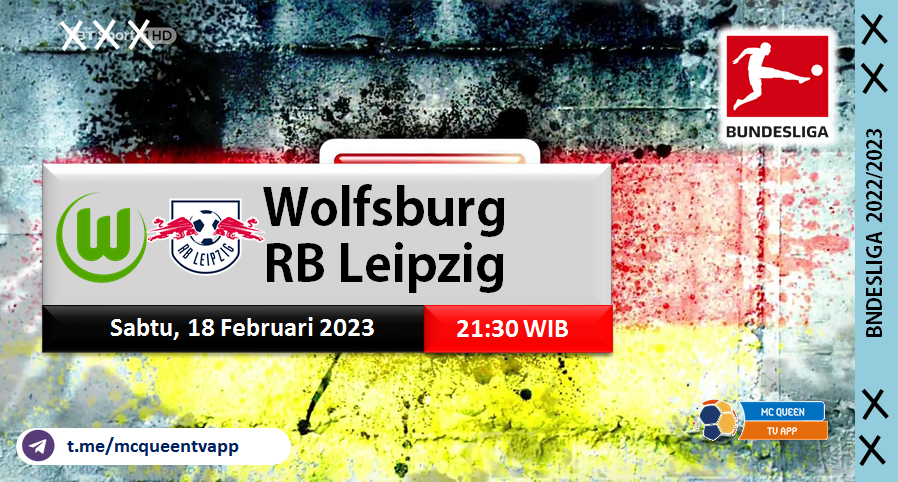 HD
BUNDESLIGA
Wolfsburg
RB Leipzig
RB LEIPZIG
Sabtu, 18 Februari 2023
21:30 WIB
BNDESLIGA 2022/2023
MC QUEEN
TV APP
t.me/mcqueentvapp